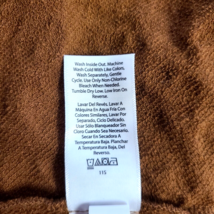 Wash Inside Out, Machine
Wash Cold With Like Colors,
Wash Separately, Gentle
Cycle. Use Only Non-Chlorine
Bleach When Needed.
Tumble Dry Low. Low Iron On
Reverse.
Lavar Del Revés. Lavar A
Máquina En Agua Fría Con
Colores Similares, Lavar Por
Separado, Ciclo Delicado.
Use Sólo Blanqueador Sin
Cloro Cuando Sea Necesario.
Secar En Secadora A
Temperatura Baja. Planchar
A Temperatura Baja, Del
Reverso.